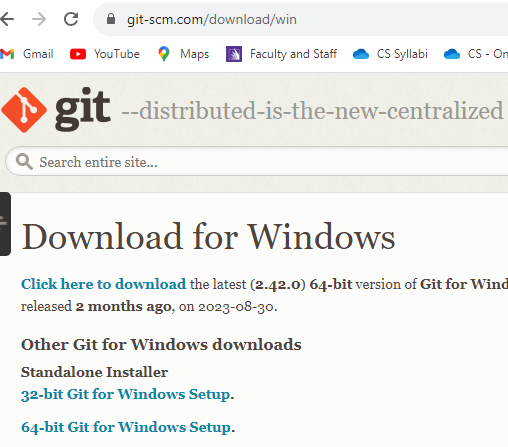 git-scm.com/download/win
Gmail YouTube Maps Faculty and Staff CS Syllabi CS - On
git --distributed-is-the-new-centralized
Search entire site...
Download for Windows
Click here to download the latest (2.42.0) 64-bit version of Git for Wind
released 2 months ago, on 2023-08-30.
Other Git for Windows downloads
Standalone Installer
32-bit Git for Windows Setup.
64-bit Git for Windows Setup.